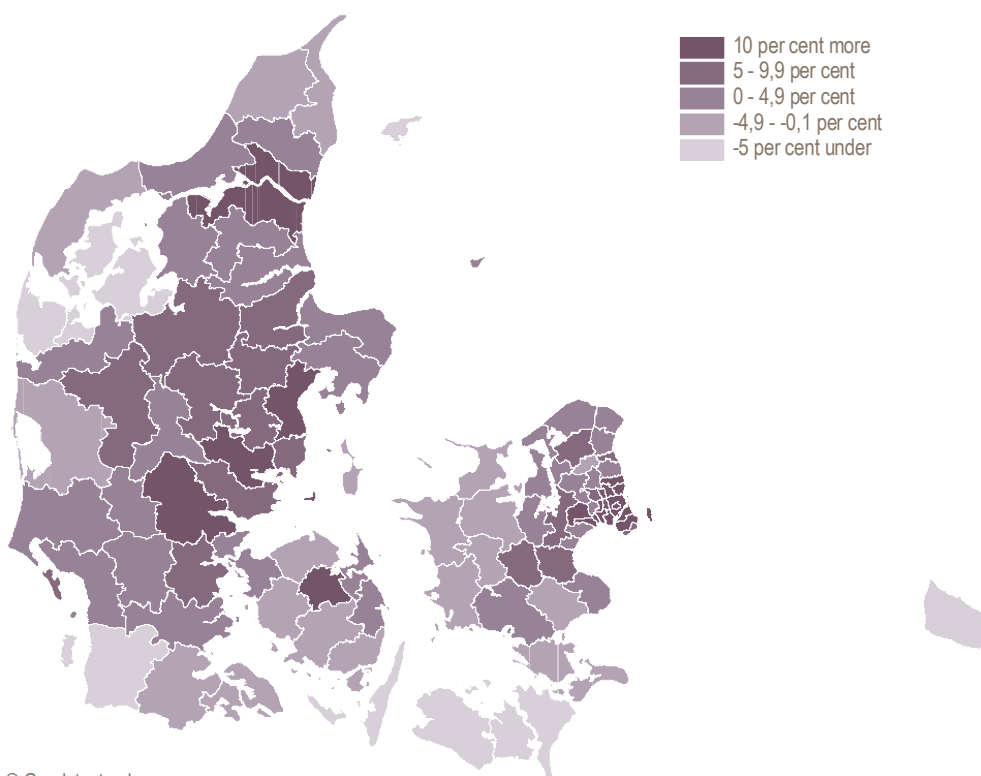 10 per cent more
5 - 9,9 per cent
0 - 4,9 per cent
-4,9 - -0,1 per cent
-5 per cent under
©